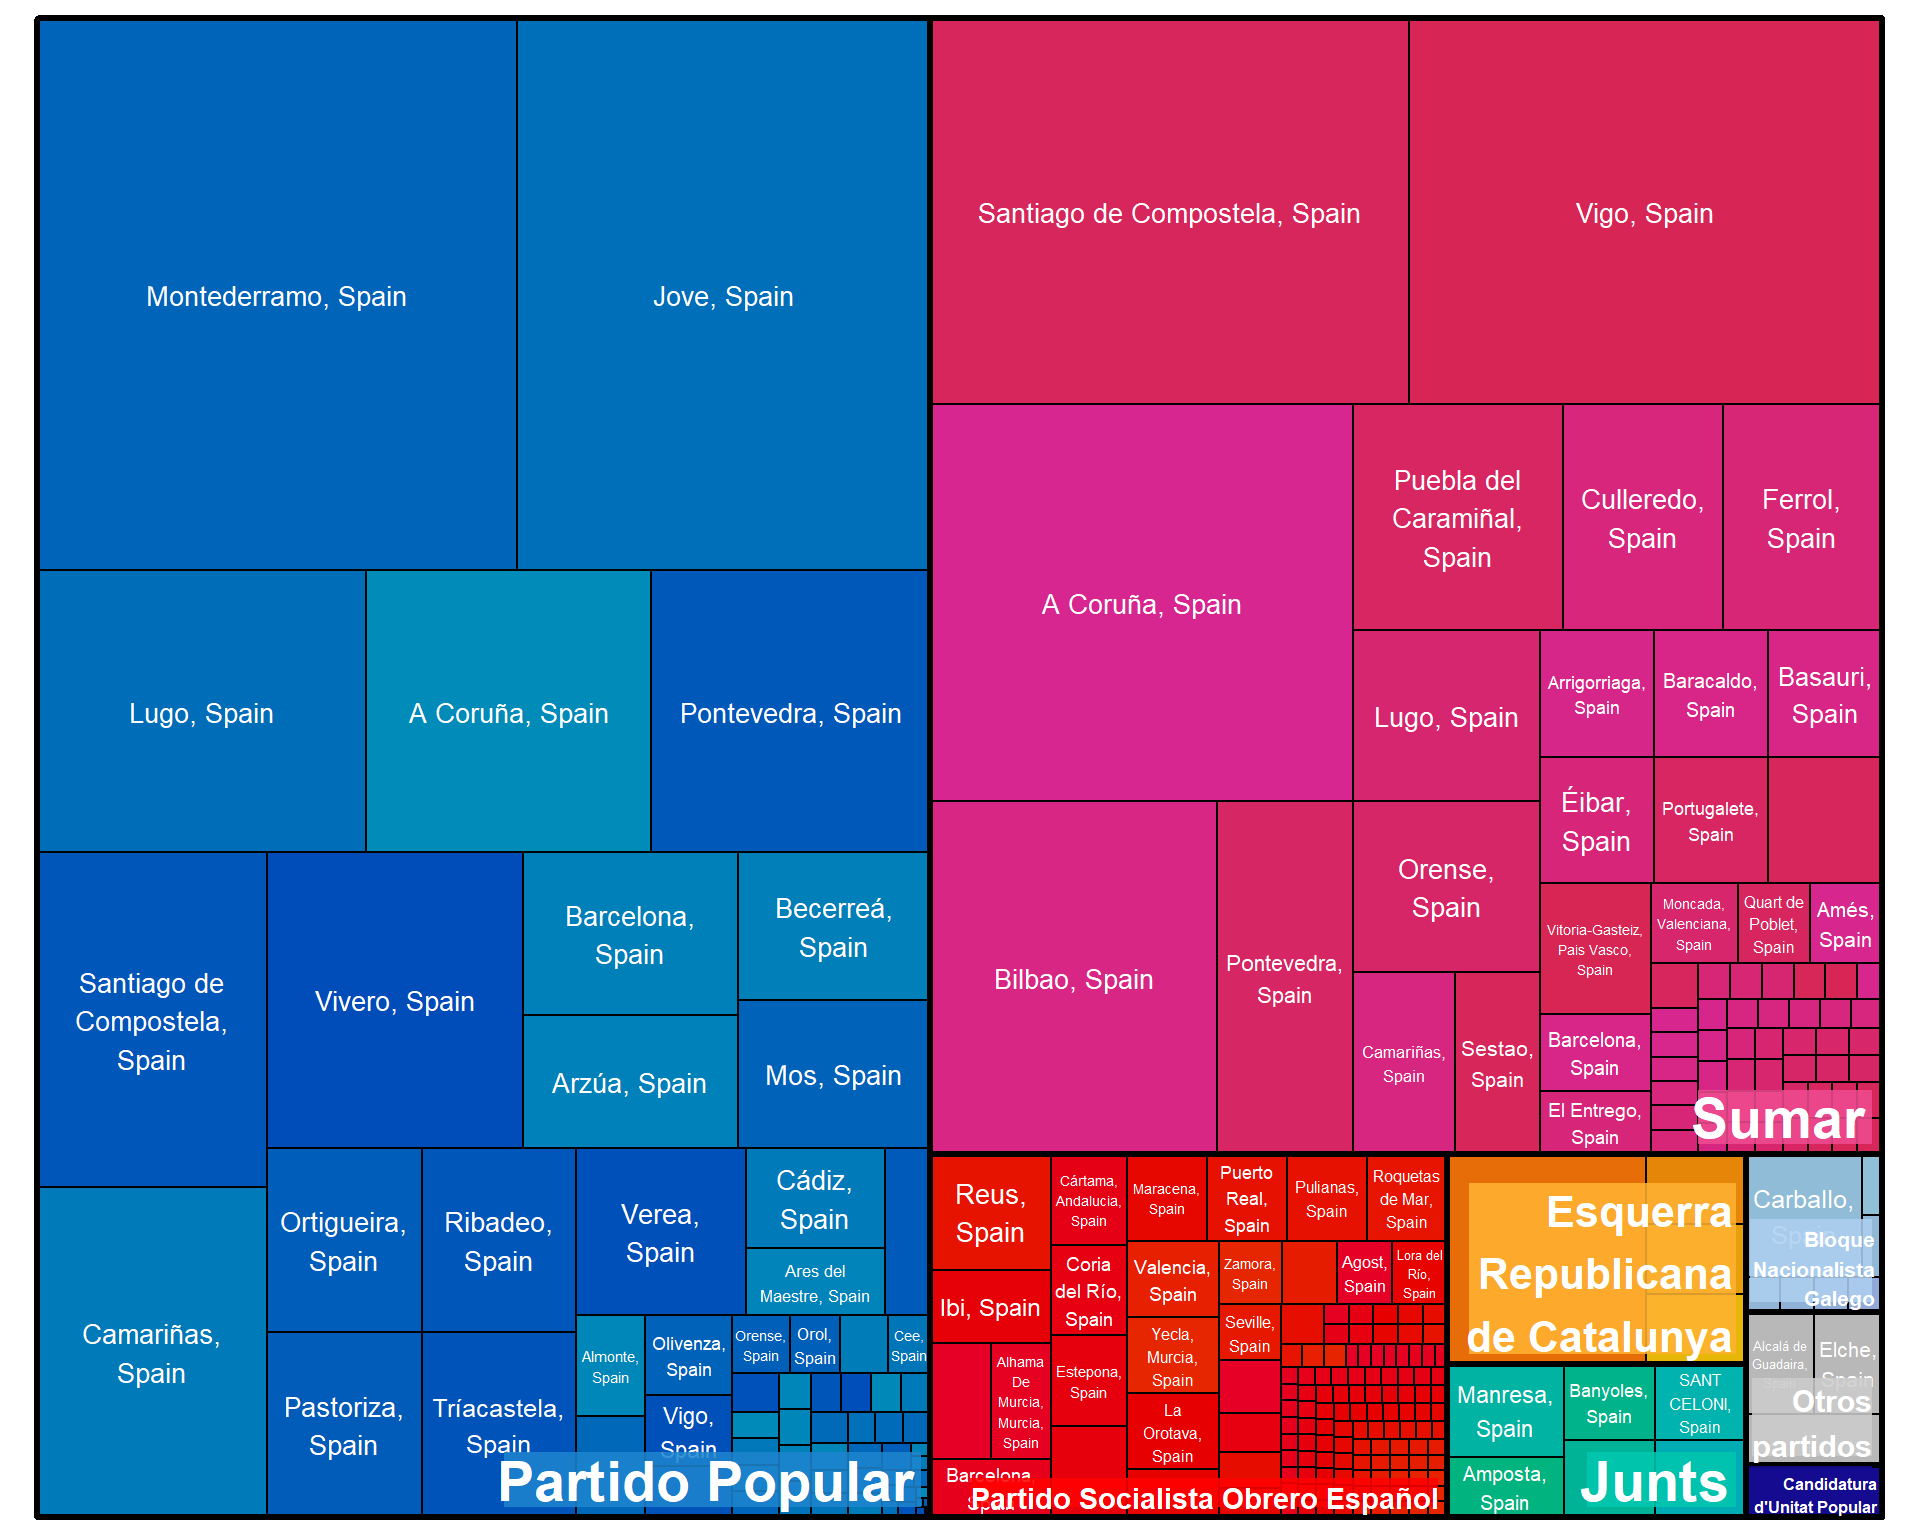 Montederramo, Spain
Jove, Spain
Lugo, Spain
A Coruña, Spain
Pontevedra, Spain
Santiago de
Compostela,
Spain
Vivero, Spain
Barcelona,
Spain
Becerreá,
Spain
Arzúa, Spain
Mos, Spain
Camariñas,
Spain
Ortigueira,
Spain
Ribadeo,
Spain
Verea,
Spain
Cádiz,
Spain
Ares del
Maestre, Spain
Pastoriza,
Spain
Tríacastela,
Spain
Almonte,
Spain
Olivenza,
Spain
Orense,
Spain
Orol,
Spain
Cee,
Spain
Vigo,
Spain
Partido Popular
Santiago de Compostela, Spain
Vigo, Spain
A Coruña, Spain
Puebla del
Caramiñal,
Spain
Culleredo,
Spain
Ferrol,
Spain
Lugo, Spain
Arrigorriaga,
Spain
Baracaldo,
Spain
Basauri,
Spain
Éibar,
Spain
Portugalete,
Spain
Bilbao, Spain
Pontevedra,
Spain
Orense,
Spain
Camariñas,
Spain
Sestao,
Spain
Vitoria-Gasteiz,
Pais Vasco,
Spain
Moncada,
Valenciana,
Spain
Quart de
Poblet,
Spain
Amés,
Spain
Barcelona,
Spain
El Entrego,
Spain
Sumar
Reus,
Spain
Ibi, Spain
Alhama
De
Murcia,
Murcia,
Spain
Barcelona,
Spain
Cártama,
Andalucia,
Spain
Coria
del Río,
Spain
Estepona,
Spain
Maracena,
Spain
Puerto
Real,
Spain
Pulianas,
Spain
Roquetas
de Mar,
Spain
Valencia,
Spain
Zamora,
Spain
Agost,
Spain
Lora del
Río,
Spain
Yecla,
Murcia,
Spain
Seville,
Spain
La
Orotava,
Spain
Partido Socialista Obrero Español
Esquerra
Republicana
de Catalunya
Manresa,
Spain
Banyoles,
Spain
SANT
CELONI,
Spain
Amposta,
Spain
Junts
Carballo,
Spain
Bloque
Nacionalista
Galego
Alcalá de
Guadaira,
Spain
Elche,
Spain
Otros
partidos
Candidatura
d'Unitat Popular